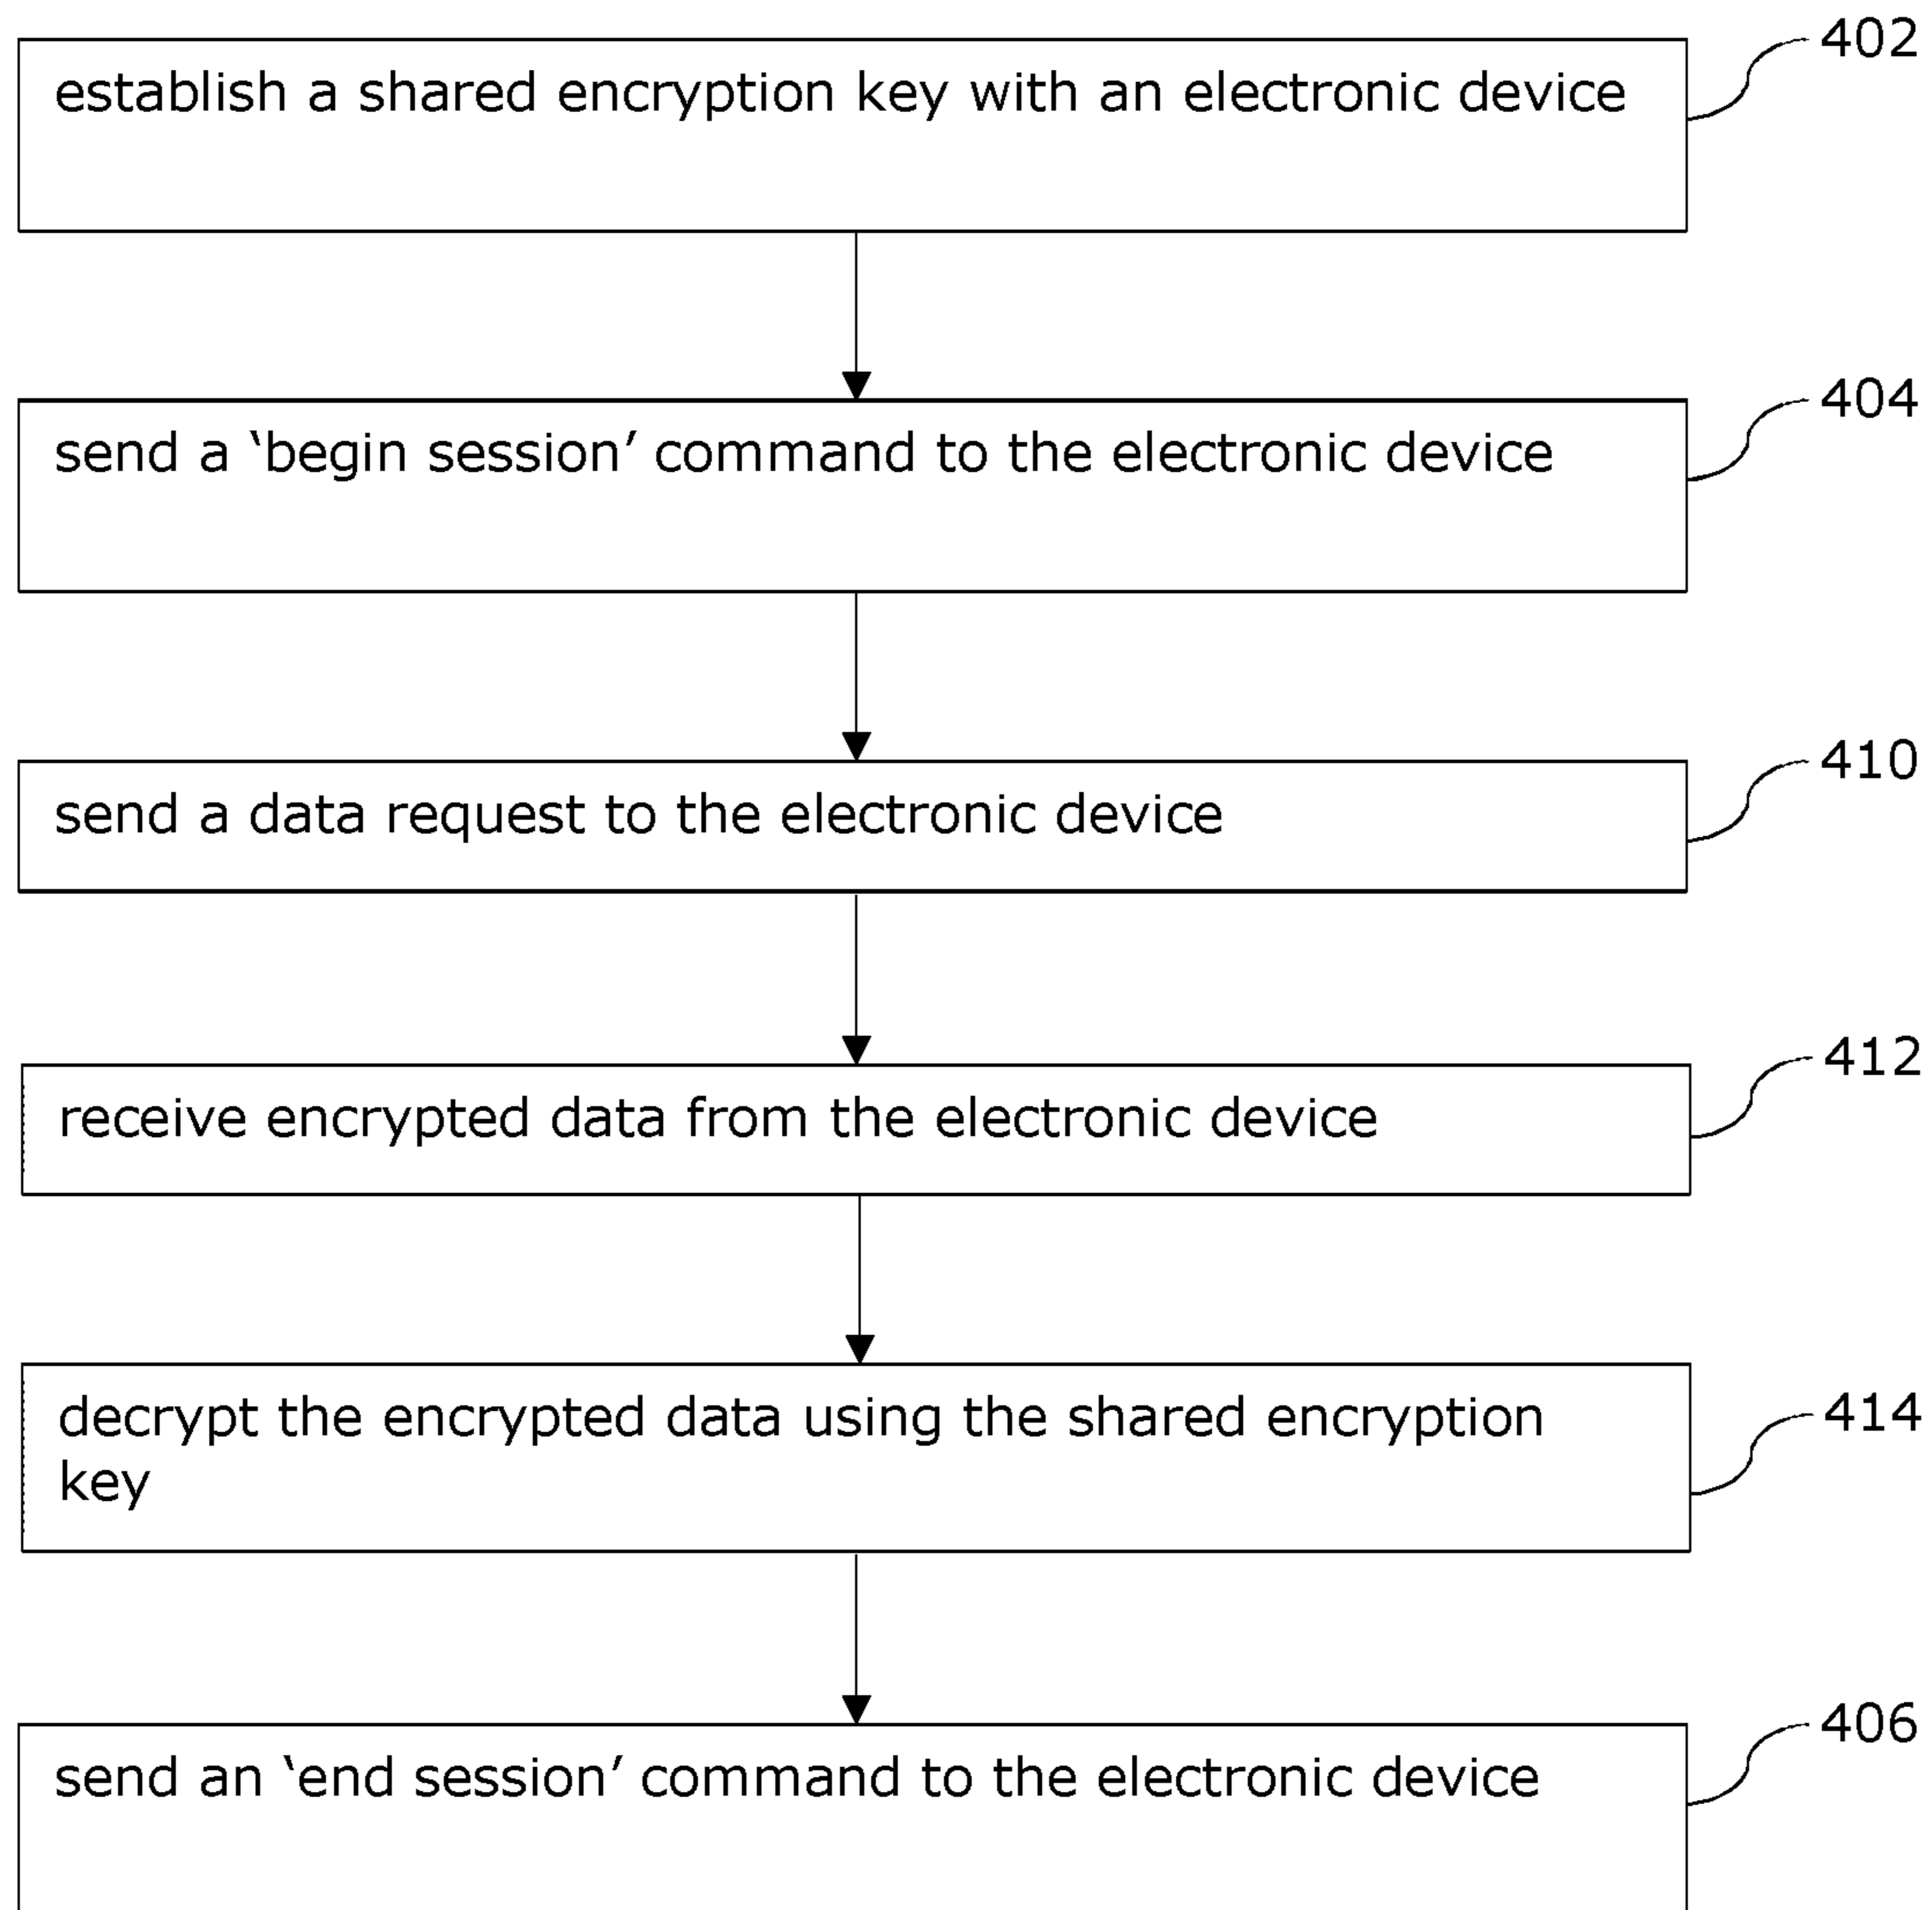 402
establish a shared encryption key with an electronic device
404
send a ‘begin session’ command to the electronic device
410
send a data request to the electronic device
412
receive encrypted data from the electronic device
414
decrypt the encrypted data using the shared encryption
key
406
send an ‘end session’ command to the electronic device